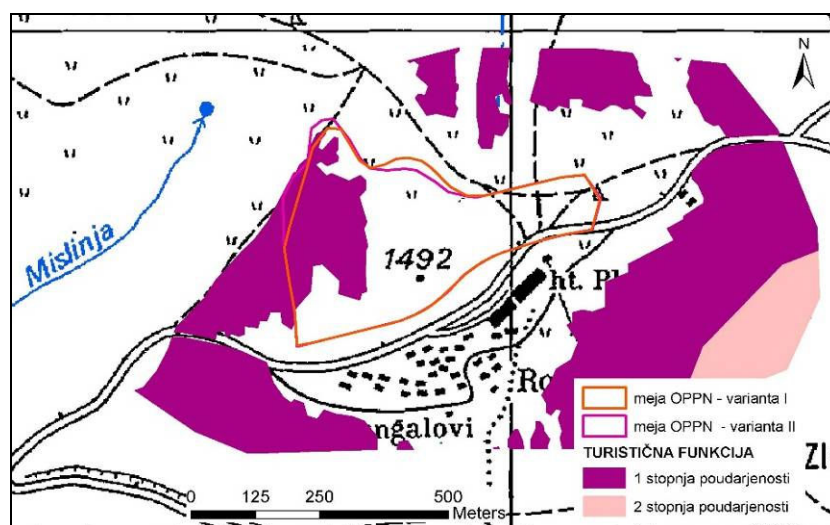 N
Mislinja
1492
ht. Pl
Ro
ngalovi
ZI
meja OPPN - varianta I
meja OPPN - varianta II
TURISTIČNA FUNKCIJA
1 stopnja poudarjenosti
2 stopnja poudarjenosti
0 125 250 500
Meters